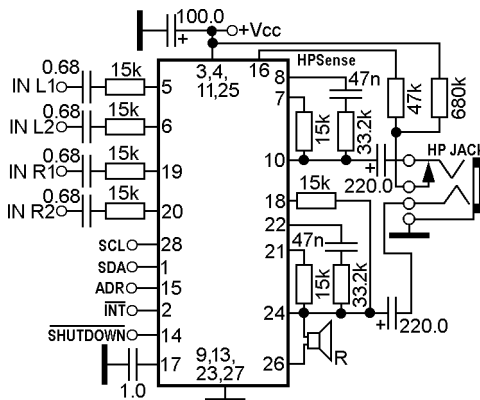 100.0
+
+Vcc
3,4,
11,25
16
HPSense
8
47n
7
15k
33.2k
47k
680k
0.68
15k
IN L1
5
0.68
15k
IN L2
6
0.68
15k
IN R1
19
0.68
15k
IN R2
20
10
+
220.0
HP JACK
18
15k
22
47n
21
15k
33.2k
SCL
28
SDA
1
ADR
15
INT
2
SHUTDOWN
14
24
+
220.0
R
26
17
1.0
9,13,
23,27